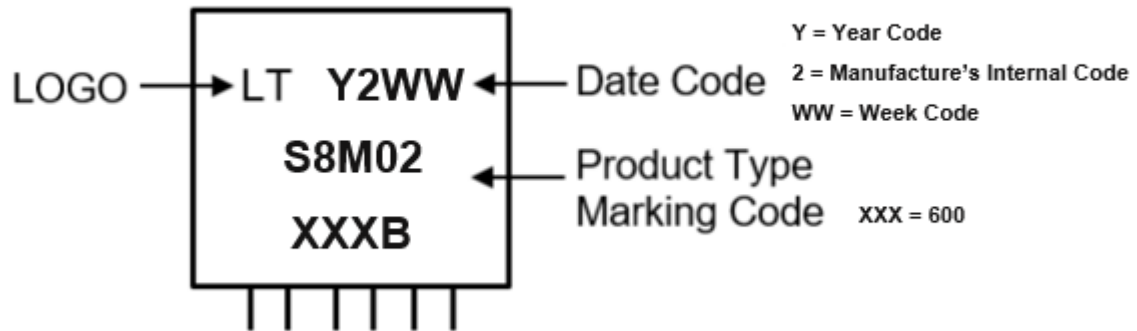 Y = Year Code
LOGO LT Y2WW Date Code 2 = Manufacture's Internal Code
WW = Week Code
S8M02 Product Type
Marking Code XXX = 600
XXXB